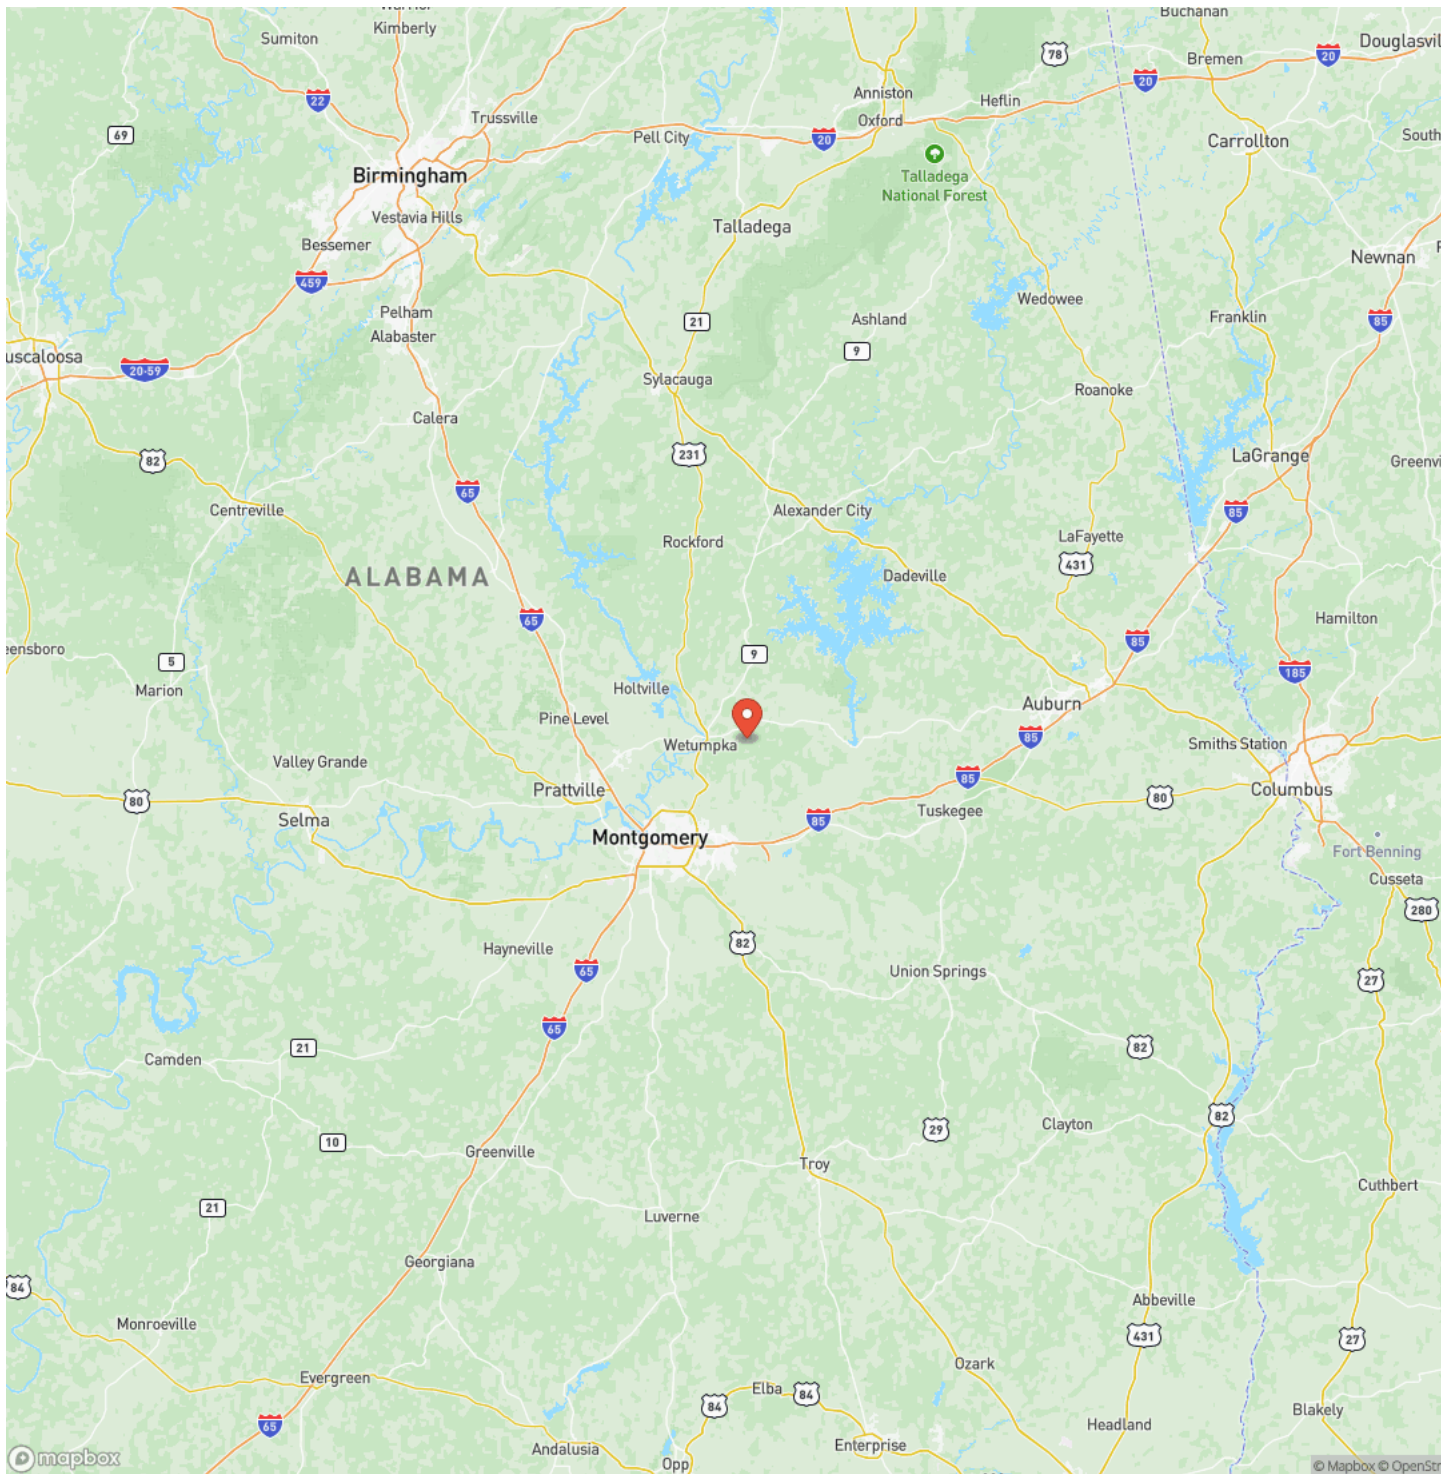 Warrior
Kimberly
Sumiton
Buchanan
Douglasvil
78
Bremen
20
20
22
Anniston
Heflin
Oxford
Trussville
69
Pell City
20
Carrollton
South
Birmingham
Talladega
National Forest
Vestavia Hills
Talladega
Bessemer
Newnan
459
Wedowee
Pelham
Ashland
Franklin
21
85
Alabaster
9
uscaloosa
20-59
Sylacauga
Roanoke
Calera
231
LaGrange
82
Greenvi
65
Centreville
Alexander City
85
Rockford
LaFayette
431
ALABAMA
Dadeville
65
Hamilton
85
eensboro
9
5
185
Marion
Holtville
Auburn
Pine Level
85
Wetumpka
Smiths Station
Valley Grande
85
Prattville
Columbus
80
80
Tuskegee
Selma
85
Montgomery
Fort Benning
Cusseta
280
82
Hayneville
65
Union Springs
27
65
21
82
Camden
82
Clayton
29
10
Greenville
Troy
Cuthbert
21
Luverne
Georgiana
84
Abbeville
Monroeville
431
27
Ozark
Evergreen
Elba
84
84
Blakely
65
Headland
Enterprise
Andalusia
Opp
mapbox
© Mapbox © OpenStr